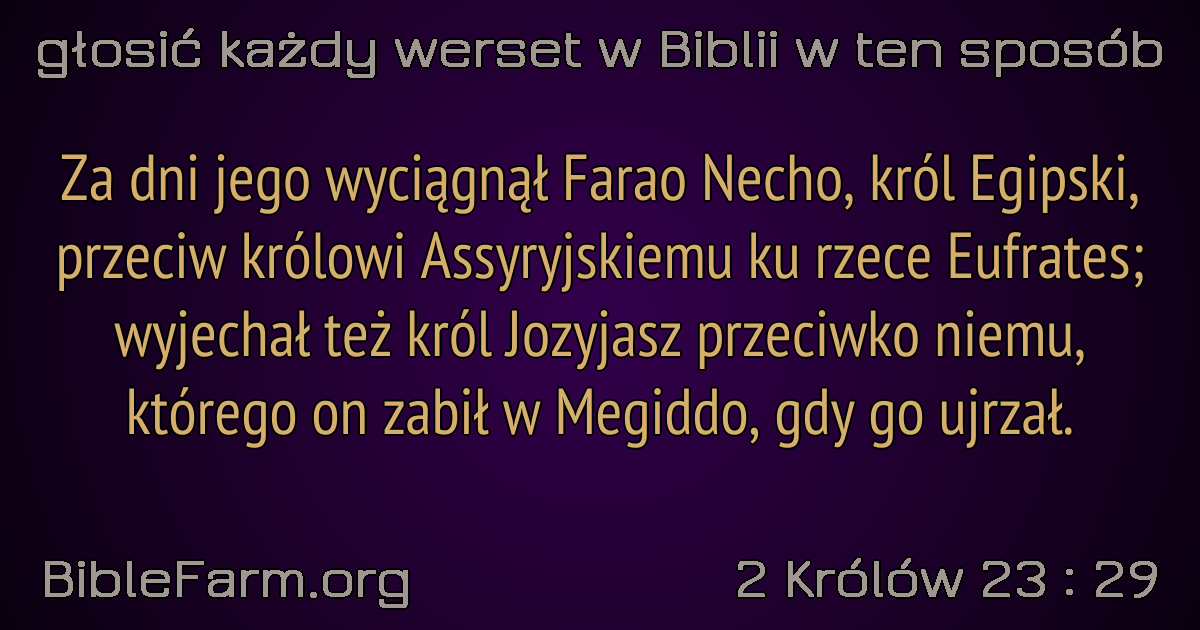 głosić każdy werset w Biblii w ten sposób
Za dni jego wyciągnął Farao Necho, król Egipski,
przeciw królowi Assyryjskiemu ku rzece Eufrates;
wyjechał też król Jozyjasz przeciwko niemu,
którego on zabił w Megiddo, gdy go ujrzał.
BibleFarm.org
2 Królów 23 : 29